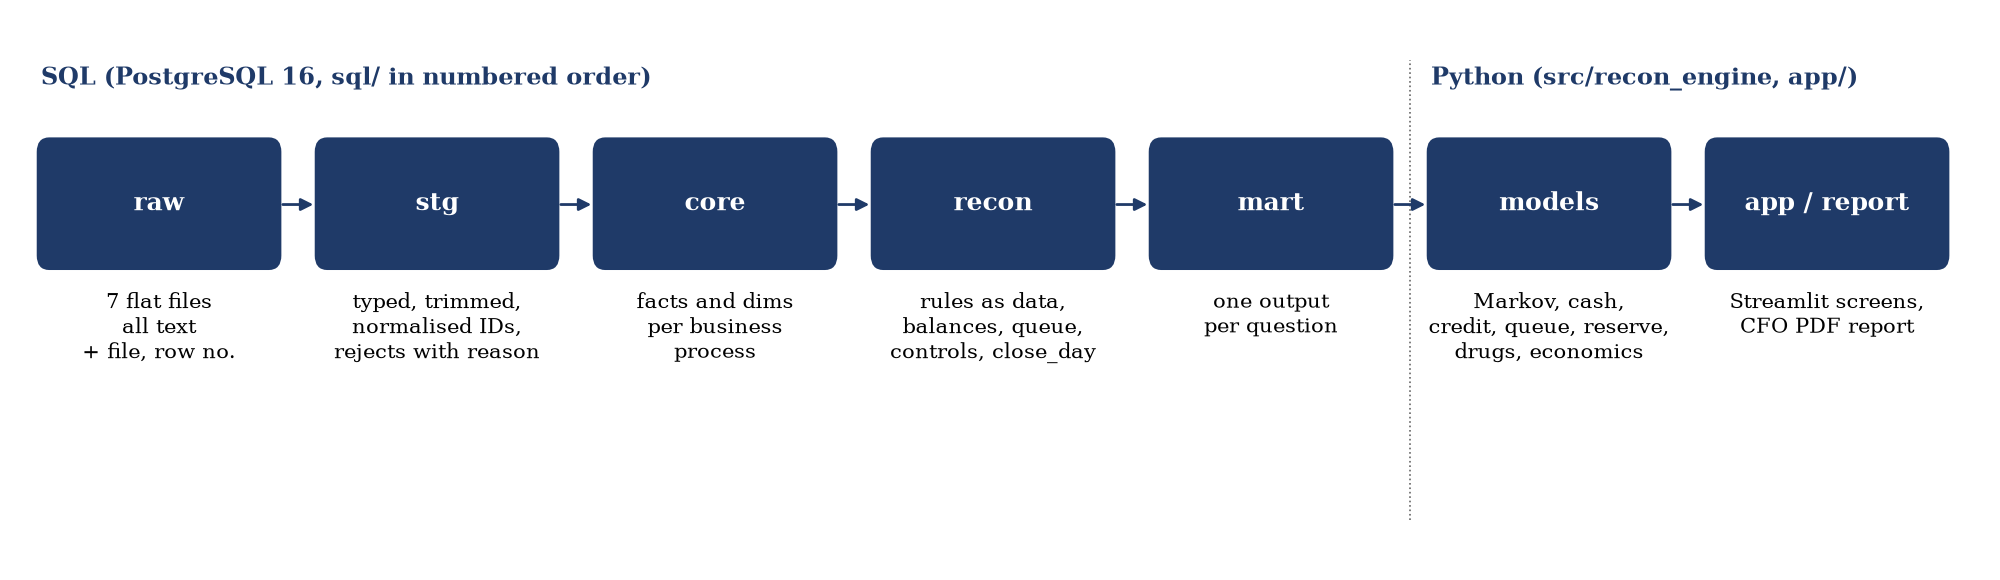 SQL (PostgreSQL 16, sql/ in numbered order)
Python (src/recon_engine, app/)
raw
stg
core
recon
mart
models
app / report
7 flat files
all text
+ file, row no.
typed, trimmed,
normalised IDs,
rejects with reason
facts and dims
per business
process
rules as data,
balances, queue,
controls, close_day
one output
per question
Markov, cash,
credit, queue, reserve,
drugs, economics
Streamlit screens,
CFO PDF report